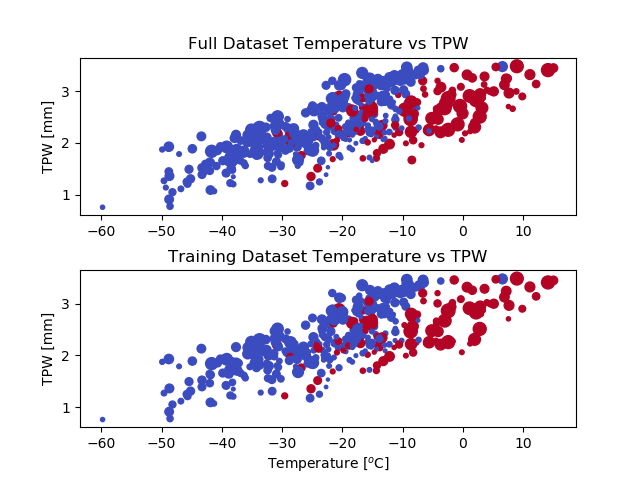 Full Dataset Temperature vs TPW
TPW [mm]
3
2
1
−60 −50 −40 −30 −20 −10 0 10
Training Dataset Temperature vs TPW
TPW [mm]
3
2
1
−60 −50 −40 −30 −20 −10 0 10
Temperature [°C]